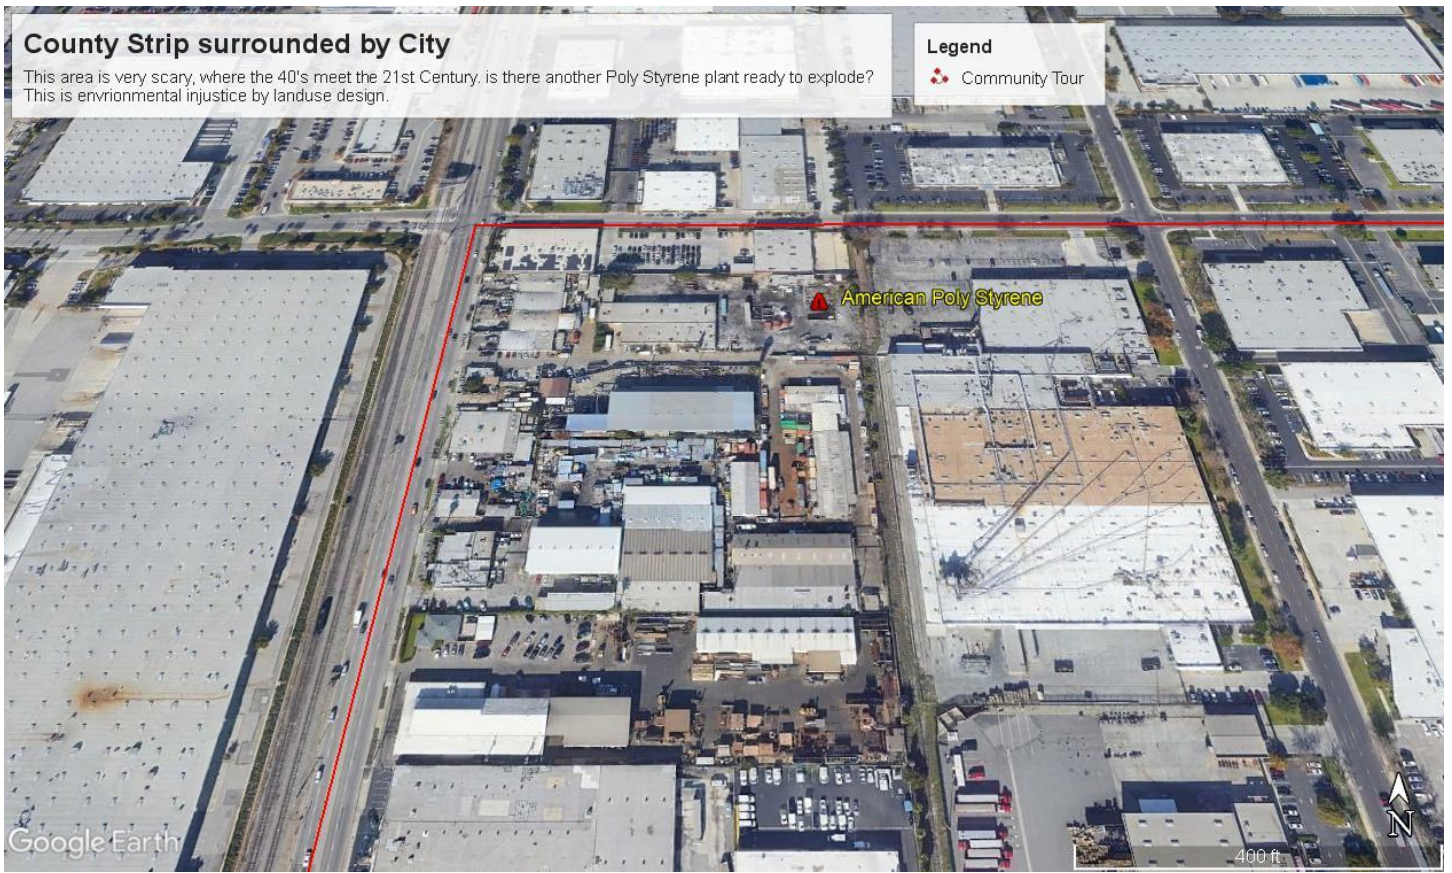 County Strip surrounded by City
This area is very scary, where the 40's meet the 21st Century. is there another Poly Styrene plant ready to explode?
This is envrionmental injustice by landuse design.
Legend
Community Tour
American Poly Styrene
Google Earth
N
400 ft